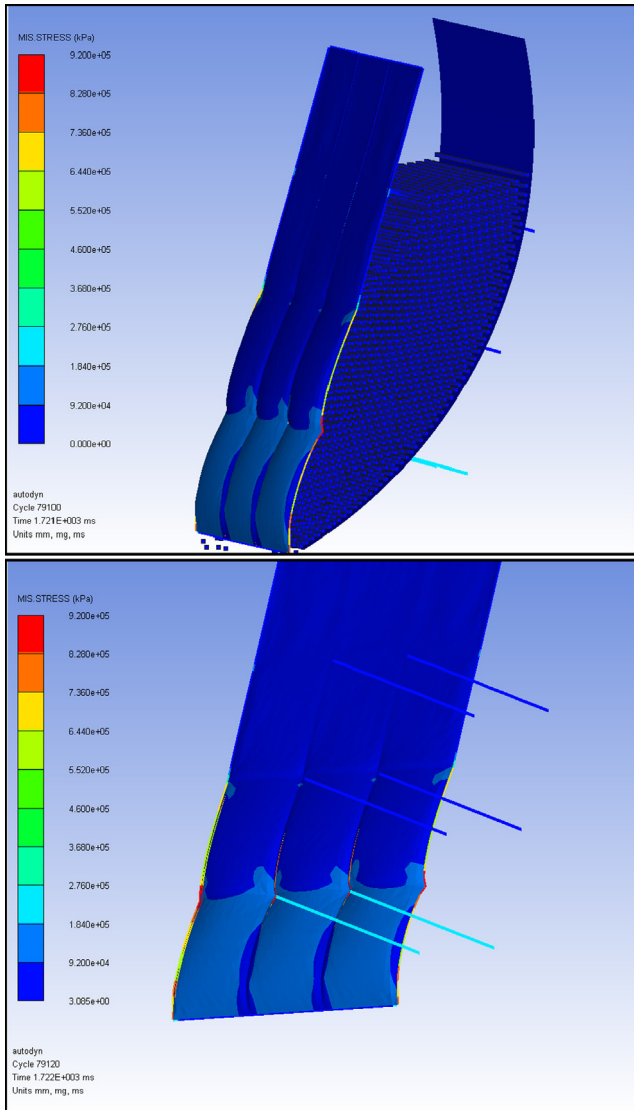 MIS.STRESS (kPa)
9.200e+05
8.280e+05
7.360e+05
6.440e+05
5.520e+05
4.600e+05
3.680e+05
2.760e+05
1.840e+05
9.200e+04
0.000e+00
autodyn
Cycle 79100
Time 1.721E+003 ms
Units mm, mg, ms
MIS.STRESS (kPa)
9.200e+05
8.280e+05
7.360e+05
6.440e+05
5.520e+05
4.600e+05
3.680e+05
2.760e+05
1.840e+05
9.200e+04
3.085e+00
autodyn
Cycle 79120
Time 1.722E+003 ms
Units mm, mg, ms